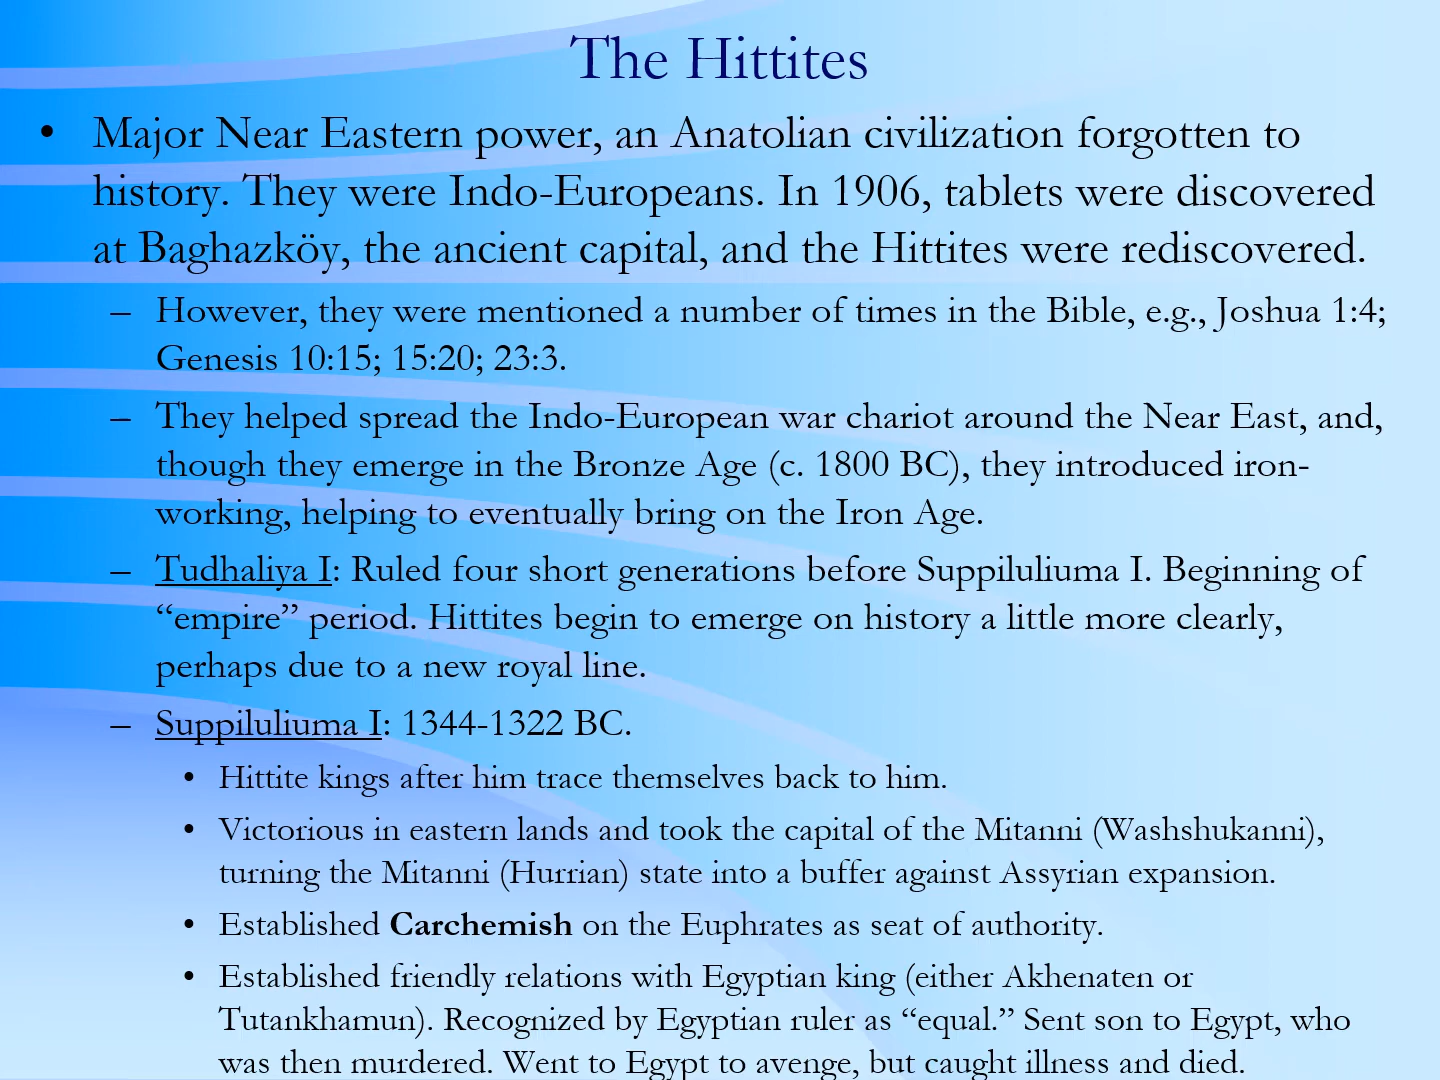 The Hittites
• Major Near Eastern power, an Anatolian civilization forgotten to
history. They were Indo-Europeans. In 1906, tablets were discovered
at Baghazköy, the ancient capital, and the Hittites were rediscovered.
– However, they were mentioned a number of times in the Bible, e.g., Joshua 1:4;
Genesis 10:15; 15:20; 23:3.
– They helped spread the Indo-European war chariot around the Near East, and,
though they emerge in the Bronze Age (c. 1800 BC), they introduced iron-
working, helping to eventually bring on the Iron Age.
– Tudhaliya I: Ruled four short generations before Suppiluliuma I. Beginning of
“empire” period. Hittites begin to emerge on history a little more clearly,
perhaps due to a new royal line.
– Suppiluliuma I: 1344-1322 BC.
• Hittite kings after him trace themselves back to him.
• Victorious in eastern lands and took the capital of the Mitanni (Washshukanni),
turning the Mitanni (Hurrian) state into a buffer against Assyrian expansion.
• Established Carchemish on the Euphrates as seat of authority.
• Established friendly relations with Egyptian king (either Akhenaten or
Tutankhamun). Recognized by Egyptian ruler as “equal.” Sent son to Egypt, who
was then murdered. Went to Egypt to avenge, but caught illness and died.